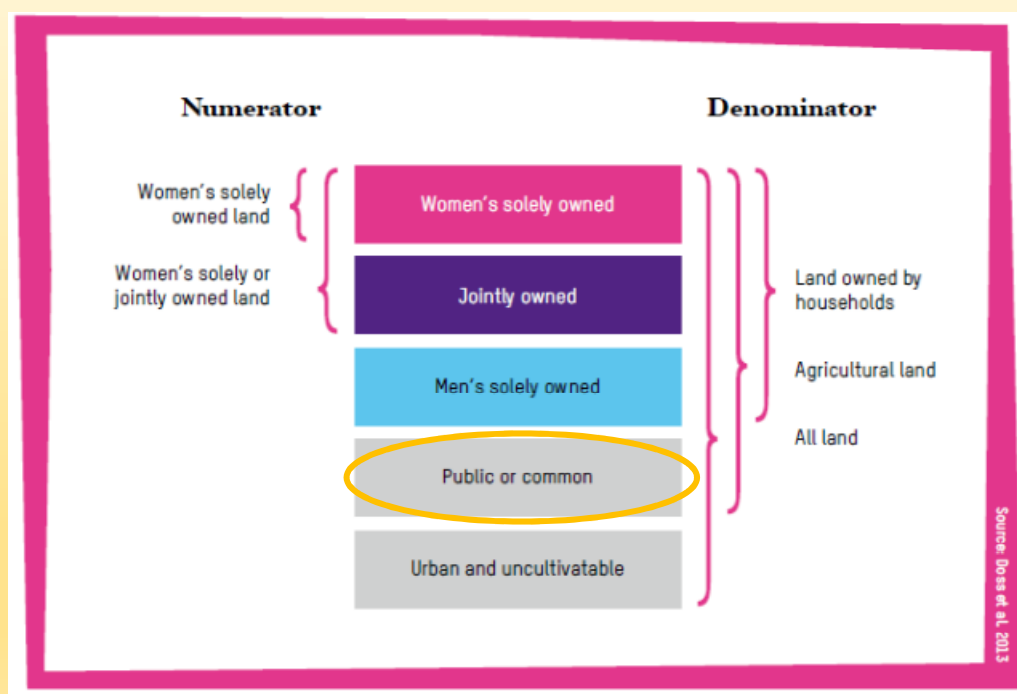 Numerator
Denominator
Women's solely
owned land
Women's solely or
jointly owned land
Women's solely owned
Jointly owned
Men's solely owned
Public or common
Urban and uncultivatable
Land owned by
households
Agricultural land
All land
Source: Doss et al. 2013